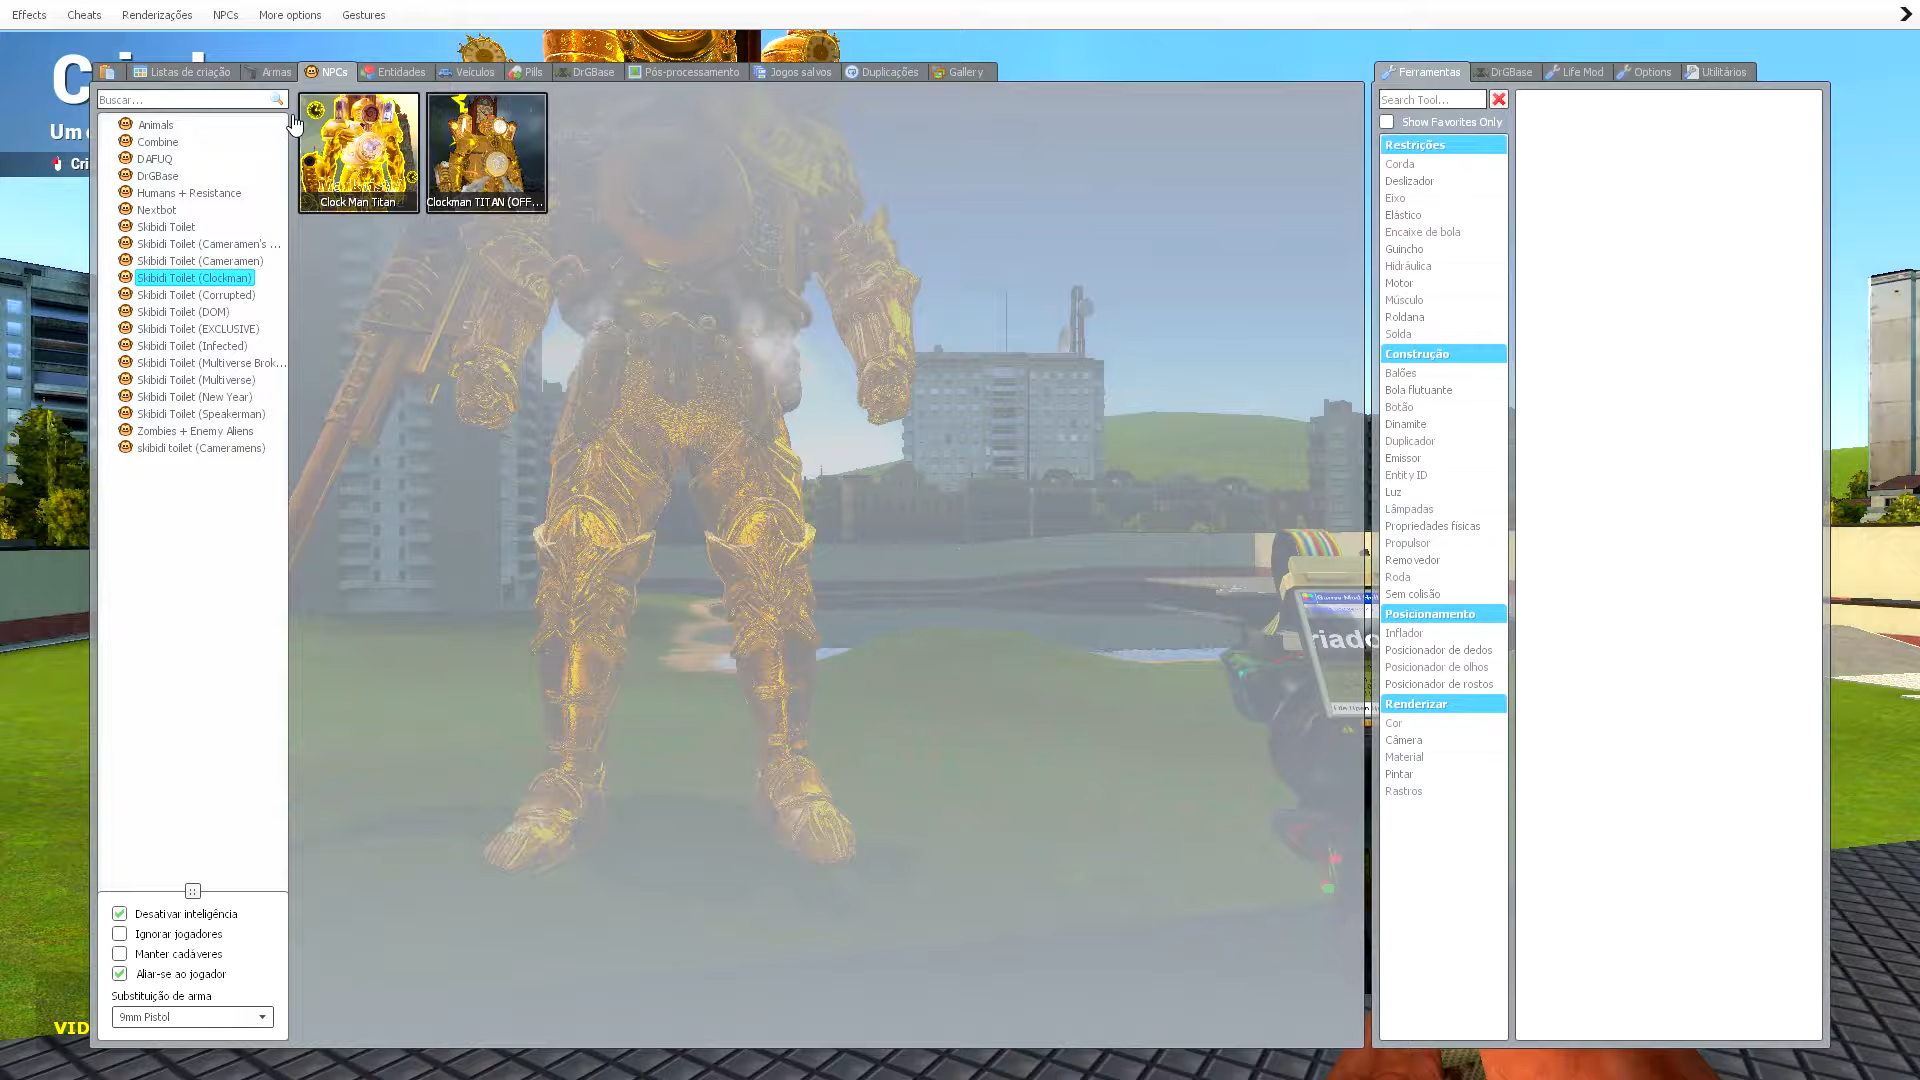 Effects Cheats Renderizações NPCs More options Gestures
Um
Cri
Listas de criação Armas NPCs Entidades Veículos Pills DrGBase Pós-processamento Jogos salvos Duplicações Gallery
Buscar...
Animals
Combine
DAFUQ
DrGBase
Humans + Resistance
Nextbot
Skibidi Toilet
Skibidi Toilet (Cameramen's ...
Skibidi Toilet (Cameramen)
Skibidi Toilet (Clockman)
Skibidi Toilet (Corrupted)
Skibidi Toilet (DOM)
Skibidi Toilet (EXCLUSIVE)
Skibidi Toilet (Infected)
Skibidi Toilet (Multiverse Brok...
Skibidi Toilet (Multiverse)
Skibidi Toilet (New Year)
Skibidi Toilet (Speakerman)
Zombies + Enemy Aliens
skibidi toilet (Cameramens)
Desativar inteligência
Ignorar jogadores
Manter cadáveres
Aliar-se ao jogador
Substituição de arma
9mm Pistol
VID
Clock Man Titan
Clockman TITAN (OFF...
riado
Ferramentas DrGBase Life Mod Options Utilitários
Search Tool...
Show Favorites Only
Restrições
Corda
Deslizador
Eixo
Elástico
Encaixe de bola
Guincho
Hidráulica
Motor
Músculo
Roldana
Solda
Construção
Balões
Bola flutuante
Botão
Dinamite
Duplicador
Emissor
Entity ID
Luz
Lâmpadas
Propriedades físicas
Propulsor
Removedor
Roda
Sem colisão
Posicionamento
Inflador
Posicionador de dedos
Posicionador de olhos
Posicionador de rostos
Renderizar
Cor
Câmera
Material
Pintar
Rastros